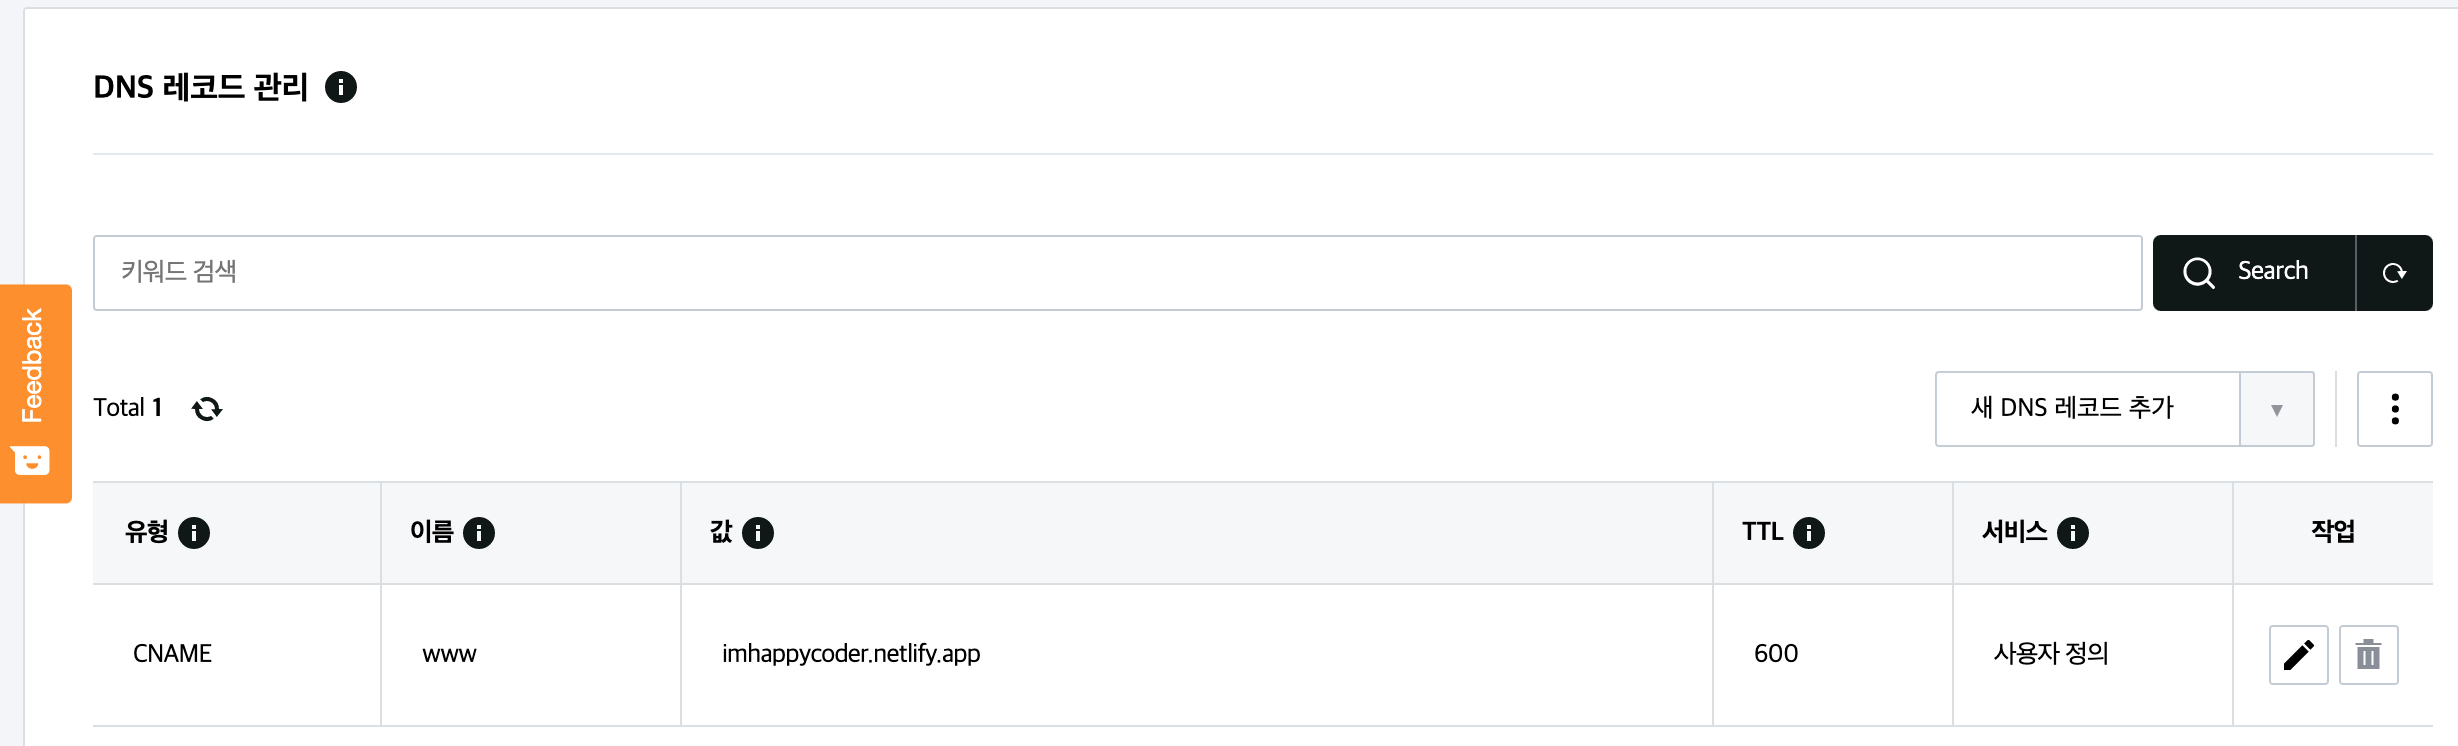 DNS 레코드 관리
키워드 검색
Search
Feedback
Total 1
새 DNS 레코드 추가
유형 이름 값 TTL 서비스 작업
CNAME www imhappycoder.netlify.app 600 사용자 정의